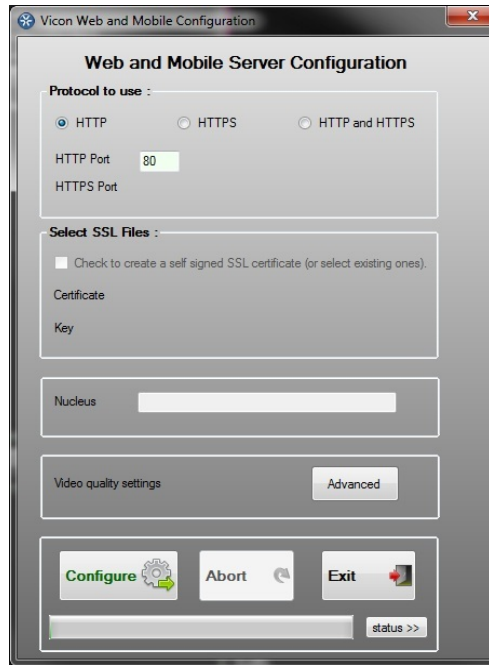 Vicon Web and Mobile Configuration
Web and Mobile Server Configuration
Protocol to use :
HTTP HTTPS HTTP and HTTPS
HTTP Port 80
HTTPS Port
Select SSL Files :
Check to create a self signed SSL certificate (or select existing ones).
Certificate
Key
Nucleus
Video quality settings Advanced
Configure Abort Exit
status >>